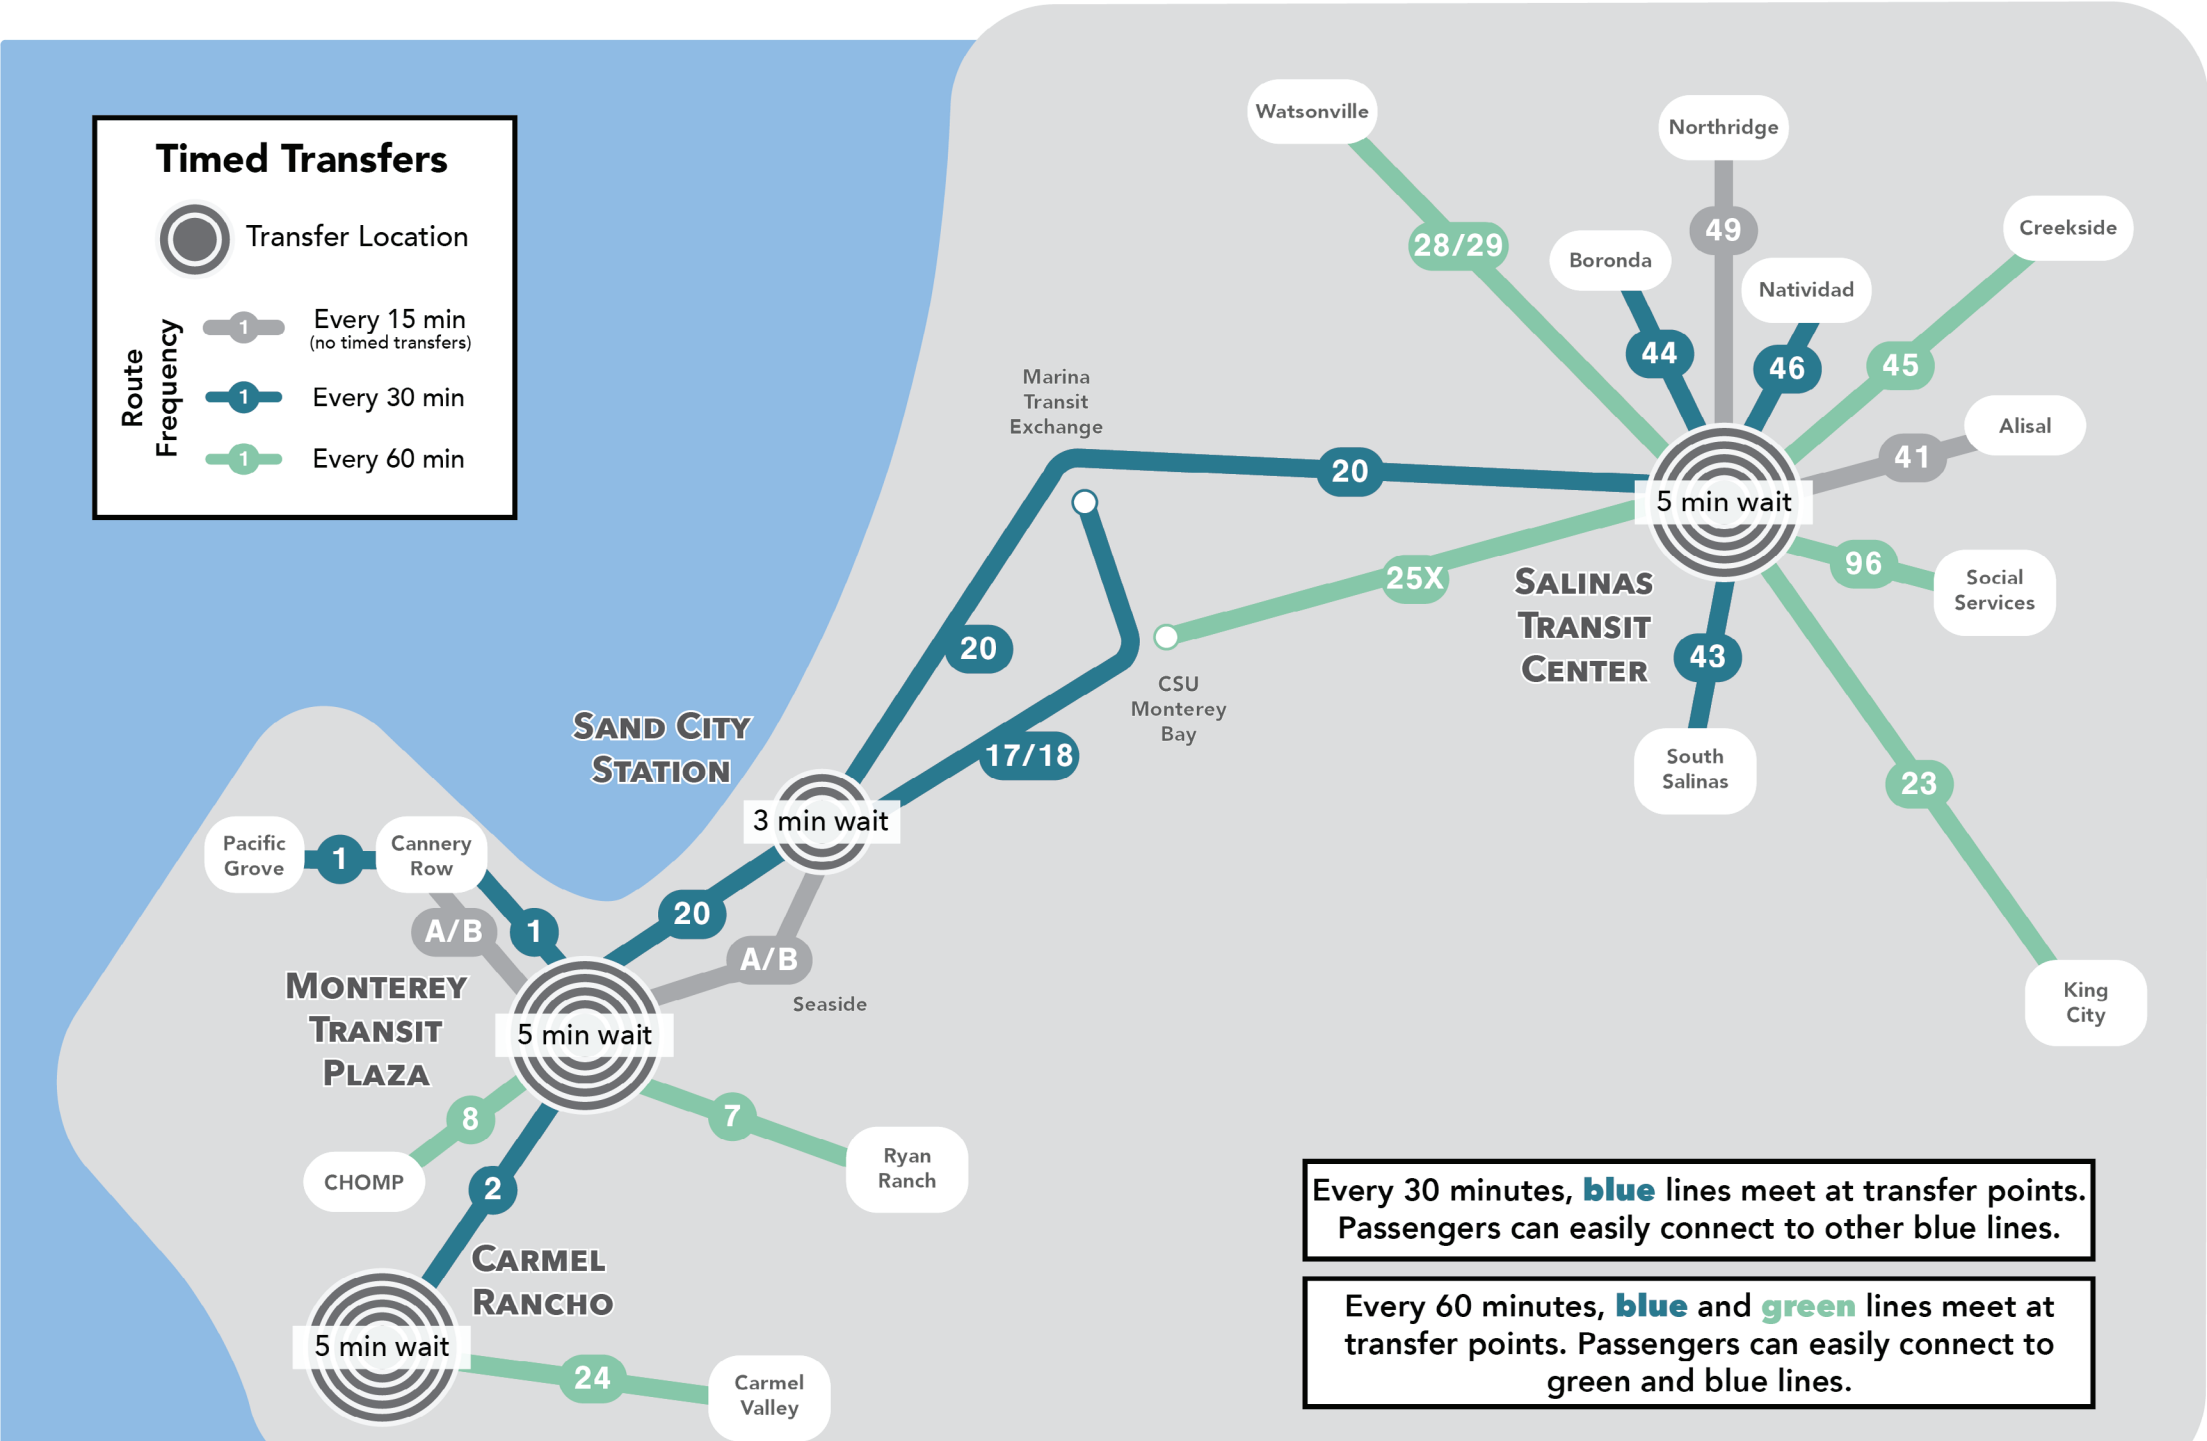 Timed Transfers
Transfer Location
Route
Frequency
1
Every 15 min
(no timed transfers)
1
Every 30 min
1
Every 60 min
Watsonville
Northridge
Creekside
28/29
49
Boronda
Natividad
44
46
45
Alisal
41
Marina
Transit
Exchange
20
5 min wait
25X
96
Social
Services
Salinas
Transit
Center
43
South
Salinas
23
King
City
20
CSU
Monterey
Bay
17/18
Sand City
Station
3 min wait
Pacific
Grove
1
Cannery
Row
A/B
1
20
A/B
Seaside
Monterey
Transit
Plaza
5 min wait
8
7
CHOMP
Ryan
Ranch
2
Carmel
Rancho
5 min wait
24
Carmel
Valley
Every 30 minutes, blue lines meet at transfer points.
Passengers can easily connect to other blue lines.
Every 60 minutes, blue and green lines meet at
transfer points. Passengers can easily connect to
green and blue lines.